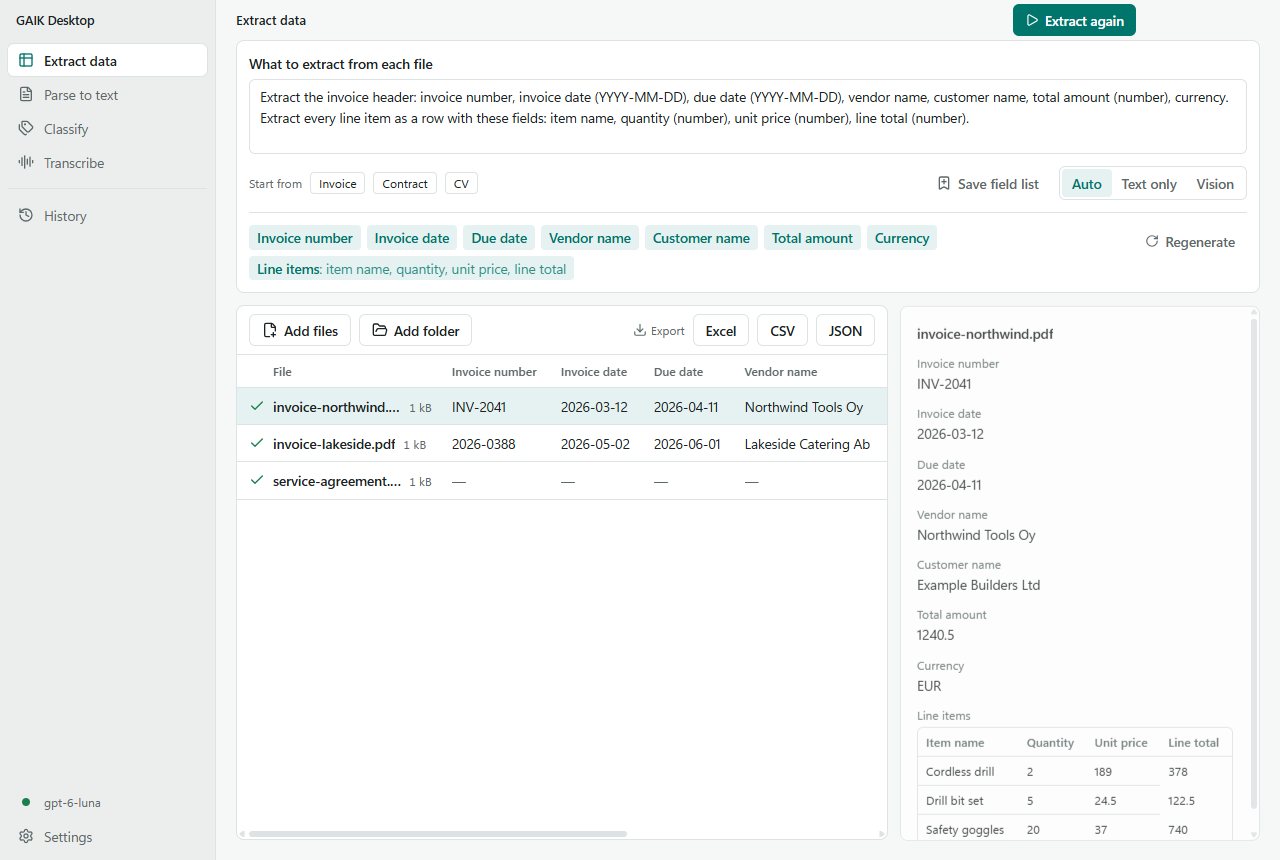 GAIK Desktop
Extract data
Parse to text
Classify
Transcribe
History
gpt-6-luna
Settings
Extract data
Extract again
What to extract from each file
Extract the invoice header: invoice number, invoice date (YYYY-MM-DD), due date (YYYY-MM-DD), vendor name, customer name, total amount (number), currency.
Extract every line item as a row with these fields: item name, quantity (number), unit price (number), line total (number).
Start from Invoice Contract CV Save field list Auto Text only Vision
Invoice number Invoice date Due date Vendor name Customer name Total amount Currency Regenerate
Line items: item name, quantity, unit price, line total
Add files Add folder Export Excel CSV JSON
File Invoice number Invoice date Due date Vendor name
invoice-northwind.... 1 kB INV-2041 2026-03-12 2026-04-11 Northwind Tools Oy
invoice-lakeside.pdf 1 kB 2026-0388 2026-05-02 2026-06-01 Lakeside Catering Ab
service-agreement.... 1 kB — — — —
invoice-northwind.pdf
Invoice number
INV-2041
Invoice date
2026-03-12
Due date
2026-04-11
Vendor name
Northwind Tools Oy
Customer name
Example Builders Ltd
Total amount
1240.5
Currency
EUR
Line items
Item name Quantity Unit price Line total
Cordless drill 2 189 378
Drill bit set 5 24.5 122.5
Safety goggles 20 37 740